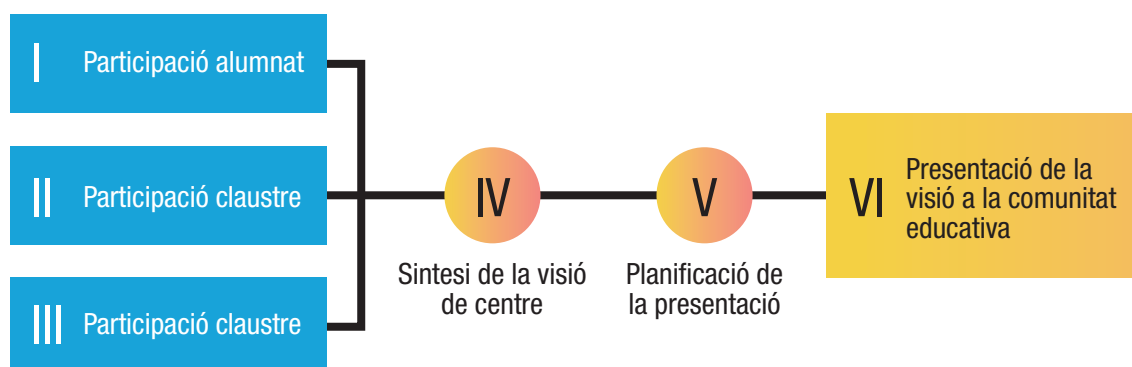 I Participació alumnat
II Participació claustre
III Participació claustre
IV
Sintesi de la visió
de centre
V
Planificació de
la presentació
VI
Presentació de la
visió a la comunitat
educativa